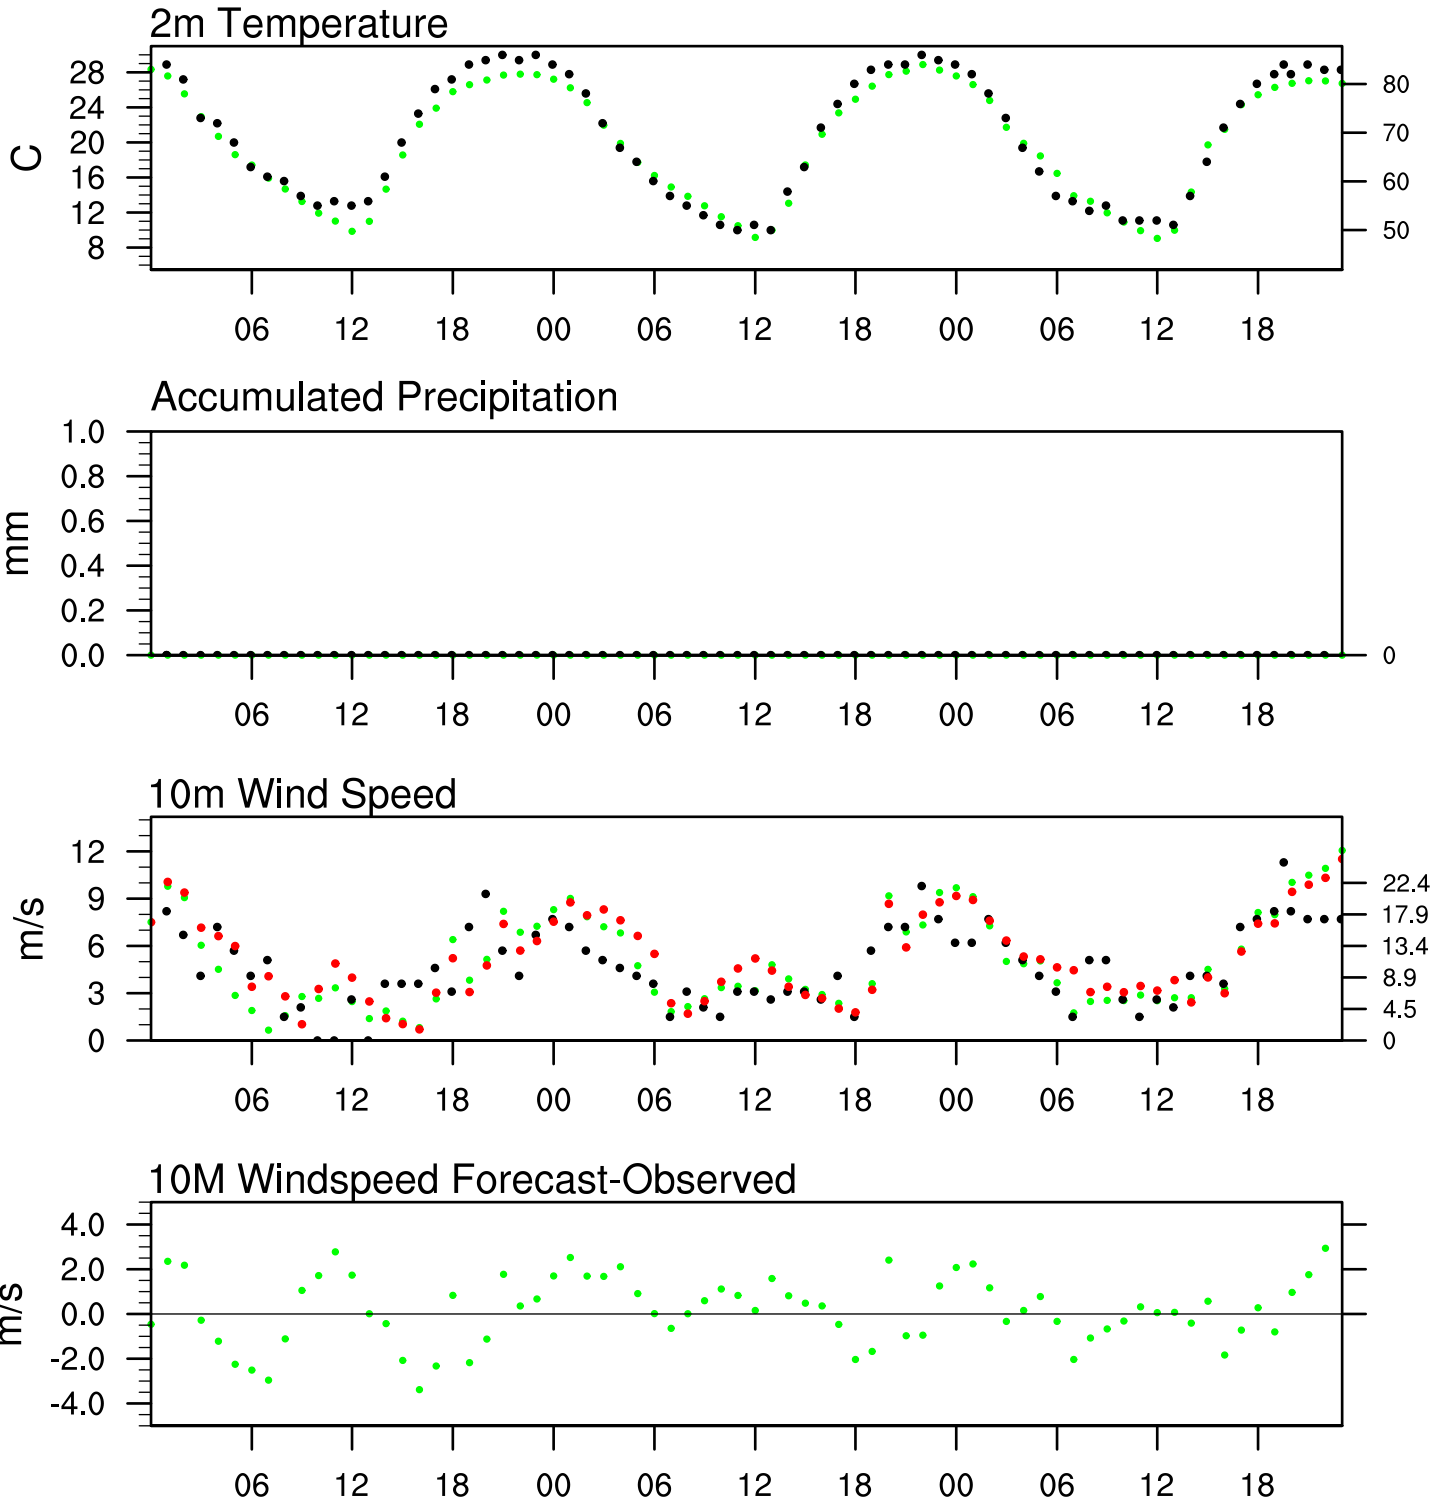 2m Temperature
28
24
20
16
12
8
C
80
70
60
50
06 12 18 00 06 12 18 00 06 12 18
Accumulated Precipitation
1.0
0.8
0.6
0.4
0.2
0.0
mm
0
06 12 18 00 06 12 18 00 06 12 18
10m Wind Speed
12
9
6
3
0
m/s
22.4
17.9
13.4
8.9
4.5
0
06 12 18 00 06 12 18 00 06 12 18
10M Windspeed Forecast-Observed
4.0
2.0
0.0
-2.0
-4.0
m/s
06 12 18 00 06 12 18 00 06 12 18